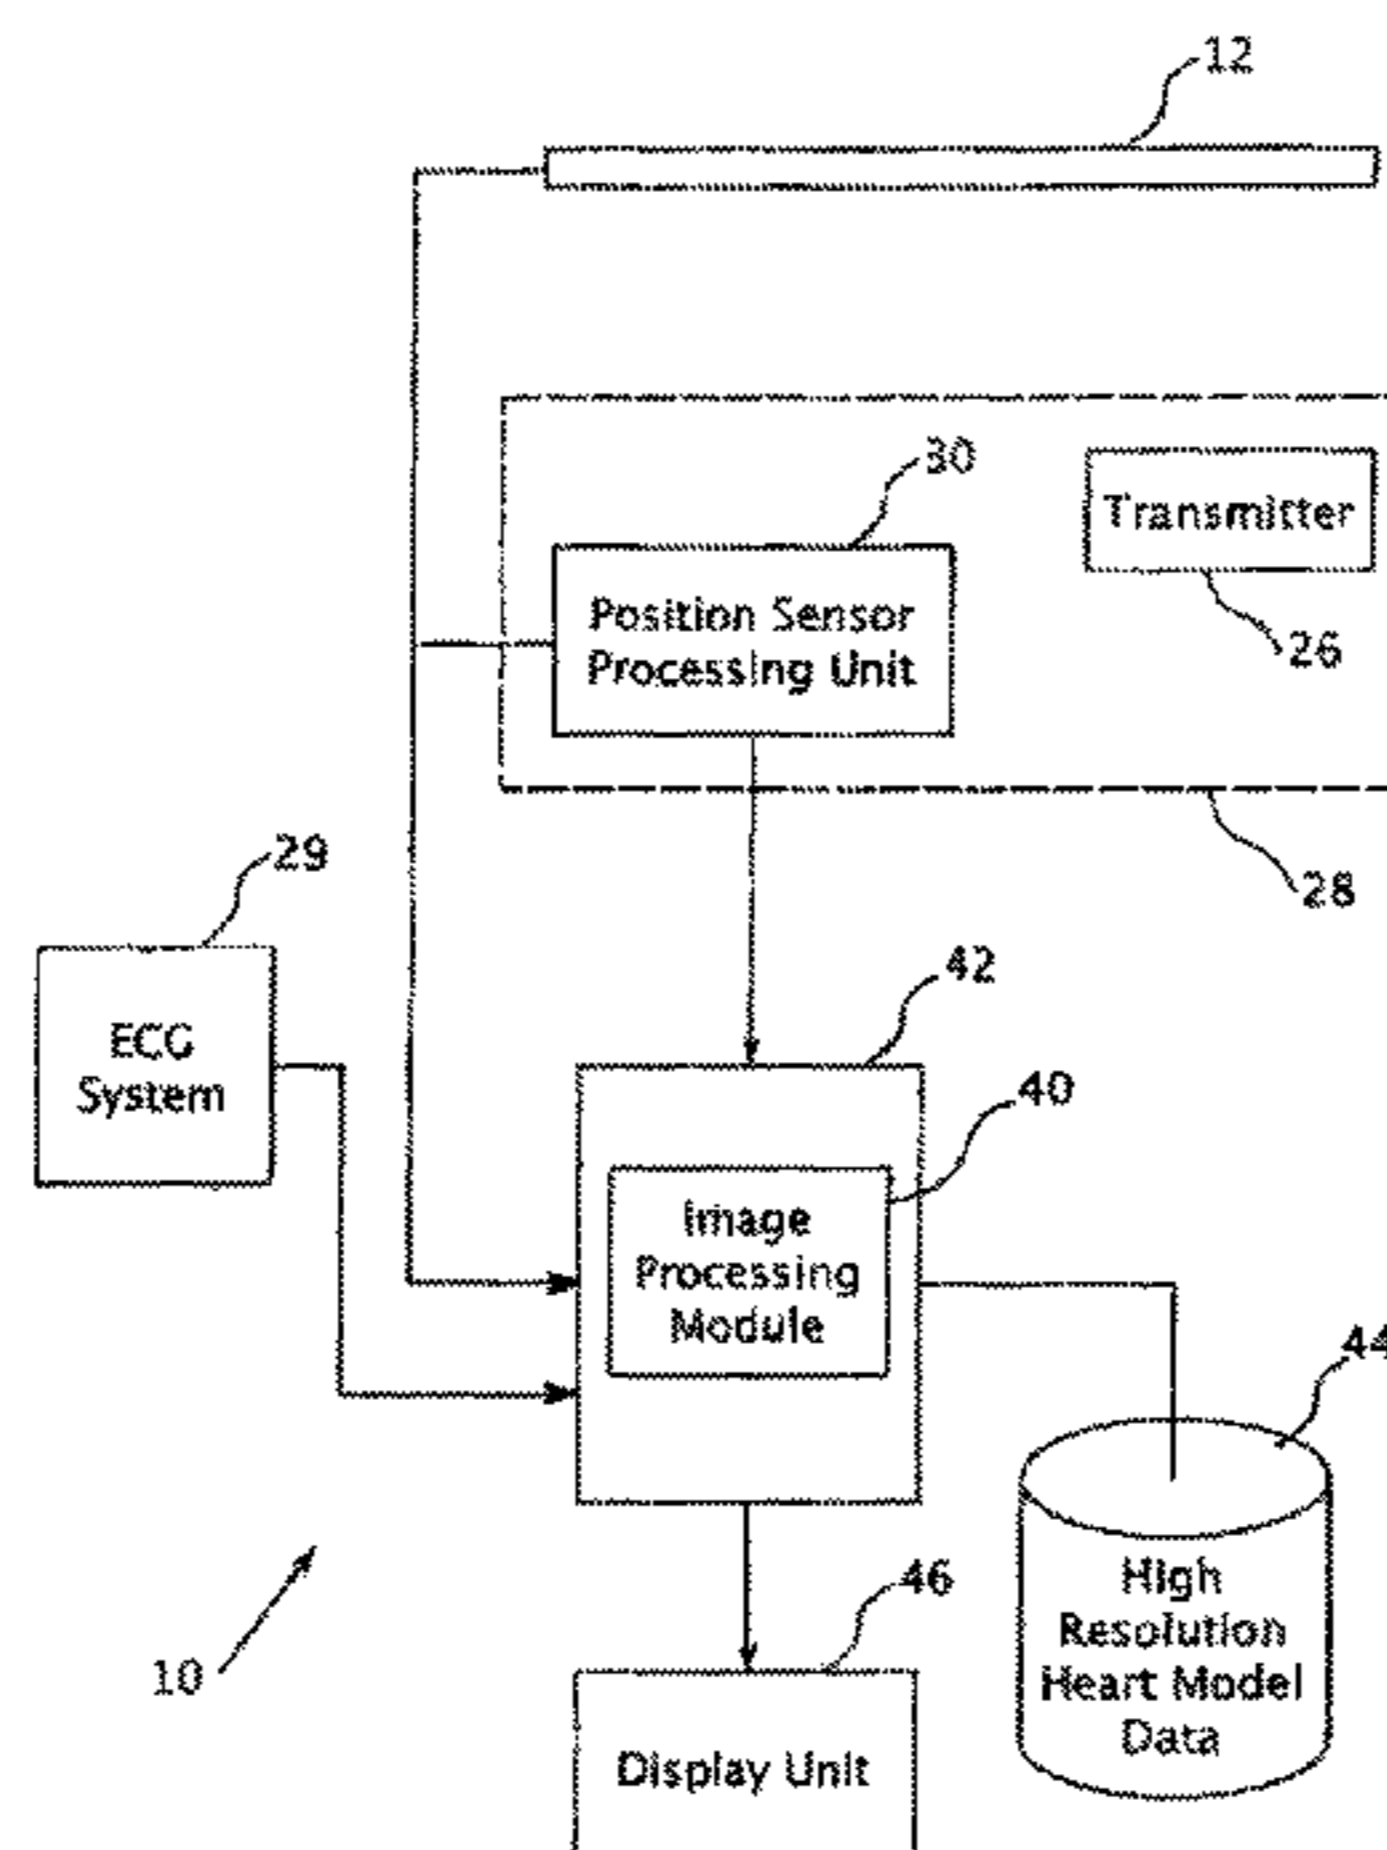 12
30
Transmitter
Position Sensor
Processing Unit
26
29
28
42
ECG
System
40
Image
Processing
Module
44
46
High
Resolution
Heart Model
Data
10
Display Unit